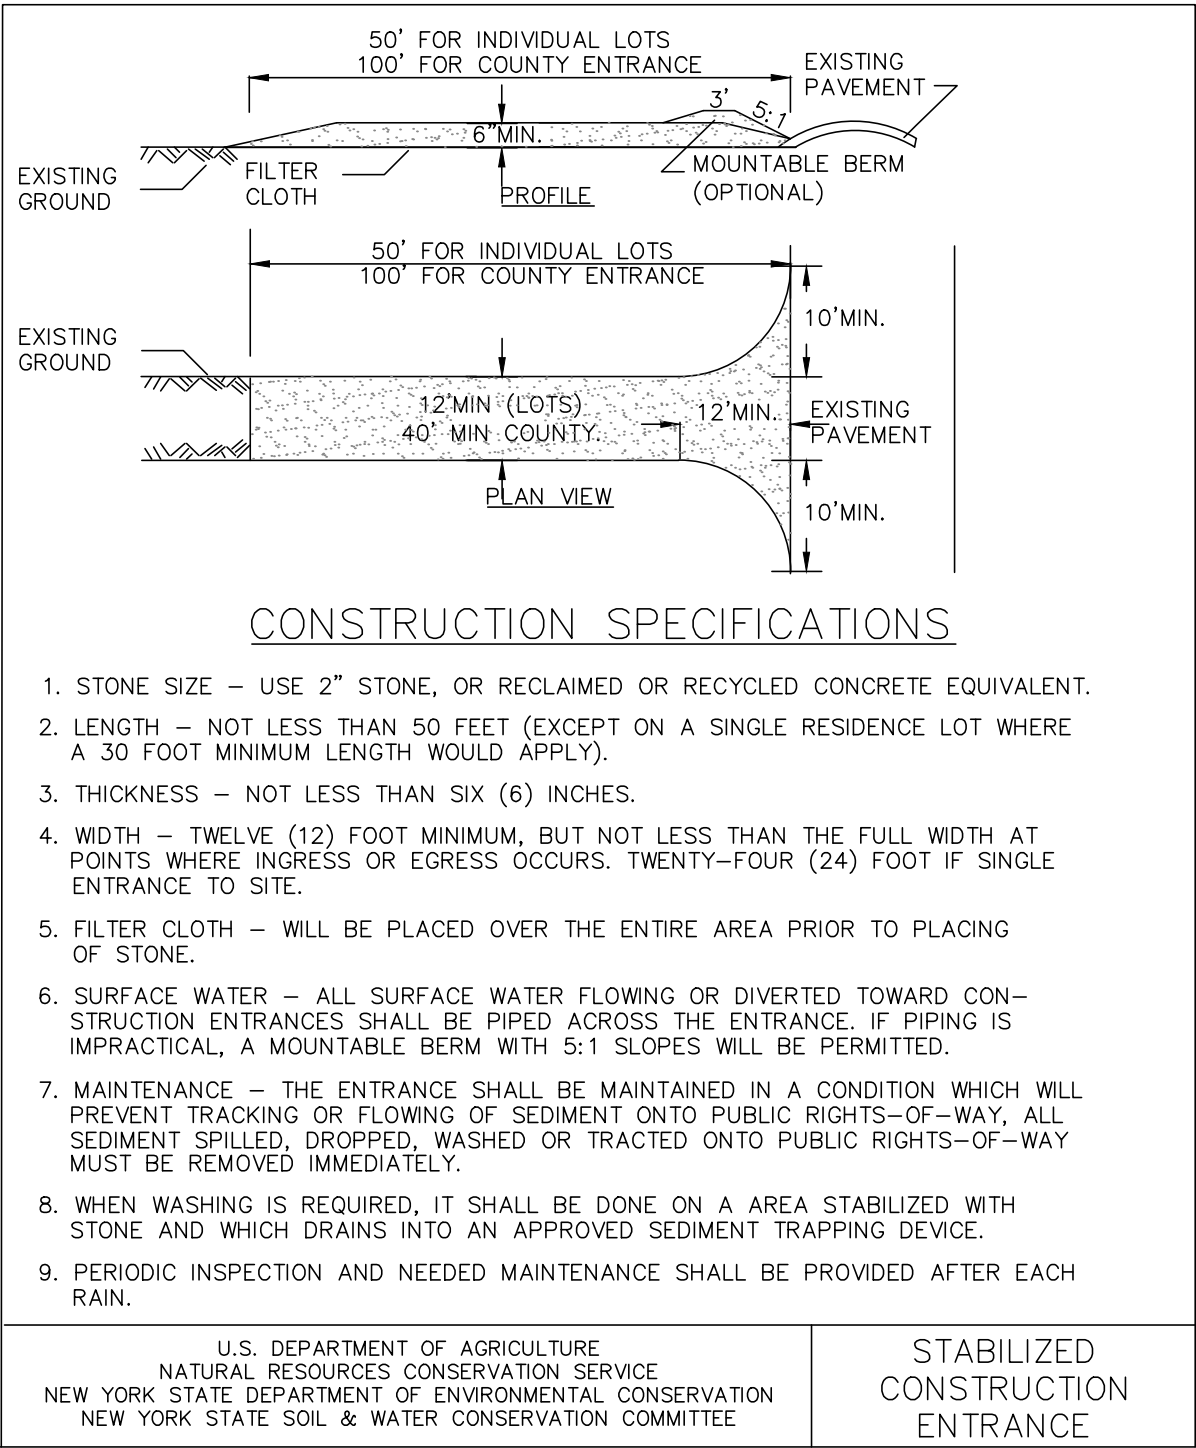 50' FOR INDIVIDUAL LOTS
100' FOR COUNTY ENTRANCE
EXISTING
PAVEMENT
3'
5:1
6"MIN.
EXISTING
GROUND
FILTER
CLOTH
PROFILE
MOUNTABLE BERM
(OPTIONAL)
50' FOR INDIVIDUAL LOTS
100' FOR COUNTY ENTRANCE
10'MIN.
EXISTING
GROUND
12'MIN (LOTS)
40' MIN COUNTY.
12'MIN.
EXISTING
PAVEMENT
PLAN VIEW
10'MIN.
CONSTRUCTION SPECIFICATIONS
1. STONE SIZE – USE 2" STONE, OR RECLAIMED OR RECYCLED CONCRETE EQUIVALENT.
2. LENGTH – NOT LESS THAN 50 FEET (EXCEPT ON A SINGLE RESIDENCE LOT WHERE
A 30 FOOT MINIMUM LENGTH WOULD APPLY).
3. THICKNESS – NOT LESS THAN SIX (6) INCHES.
4. WIDTH – TWELVE (12) FOOT MINIMUM, BUT NOT LESS THAN THE FULL WIDTH AT
POINTS WHERE INGRESS OR EGRESS OCCURS. TWENTY–FOUR (24) FOOT IF SINGLE
ENTRANCE TO SITE.
5. FILTER CLOTH – WILL BE PLACED OVER THE ENTIRE AREA PRIOR TO PLACING
OF STONE.
6. SURFACE WATER – ALL SURFACE WATER FLOWING OR DIVERTED TOWARD CON–
STRUCTION ENTRANCES SHALL BE PIPED ACROSS THE ENTRANCE. IF PIPING IS
IMPRACTICAL, A MOUNTABLE BERM WITH 5:1 SLOPES WILL BE PERMITTED.
7. MAINTENANCE – THE ENTRANCE SHALL BE MAINTAINED IN A CONDITION WHICH WILL
PREVENT TRACKING OR FLOWING OF SEDIMENT ONTO PUBLIC RIGHTS–OF–WAY, ALL
SEDIMENT SPILLED, DROPPED, WASHED OR TRACTED ONTO PUBLIC RIGHTS–OF–WAY
MUST BE REMOVED IMMEDIATELY.
8. WHEN WASHING IS REQUIRED, IT SHALL BE DONE ON A AREA STABILIZED WITH
STONE AND WHICH DRAINS INTO AN APPROVED SEDIMENT TRAPPING DEVICE.
9. PERIODIC INSPECTION AND NEEDED MAINTENANCE SHALL BE PROVIDED AFTER EACH
RAIN.
U.S. DEPARTMENT OF AGRICULTURE
NATURAL RESOURCES CONSERVATION SERVICE
NEW YORK STATE DEPARTMENT OF ENVIRONMENTAL CONSERVATION
NEW YORK STATE SOIL & WATER CONSERVATION COMMITTEE
STABILIZED
CONSTRUCTION
ENTRANCE